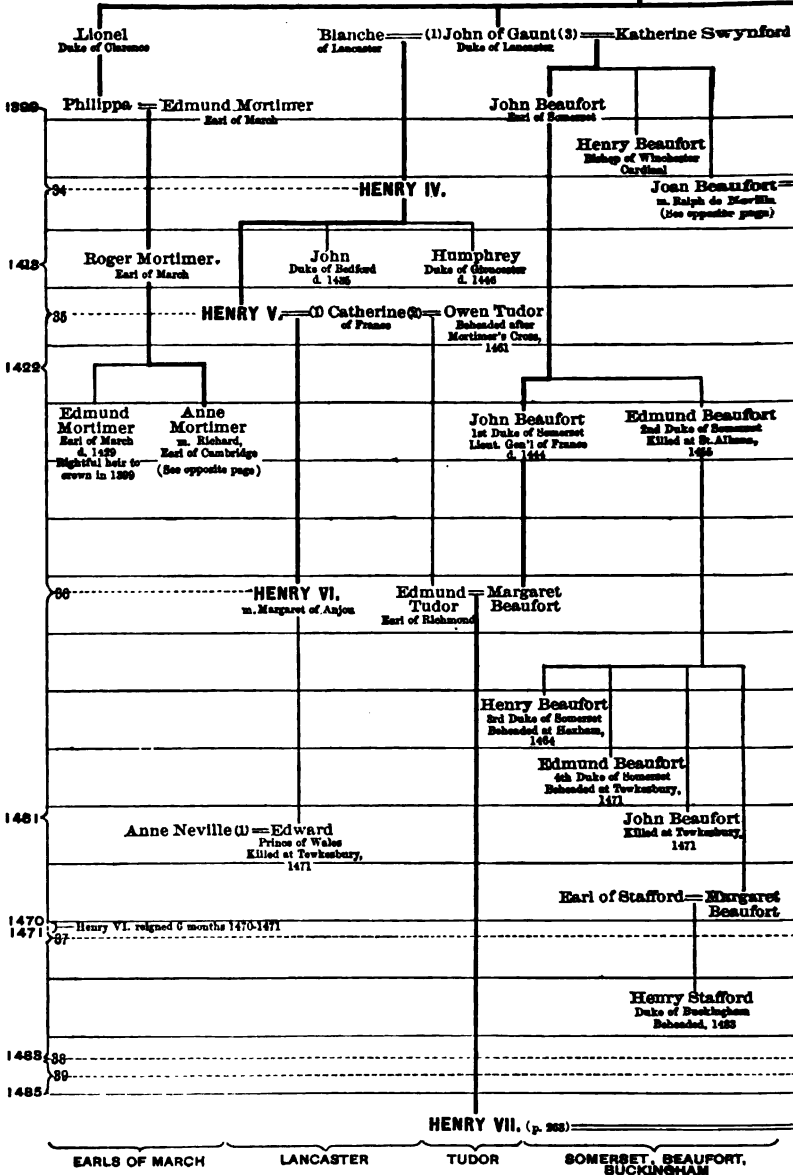 Lionel
Duke of Clarence
Blanche
of Lancaster
(1) John of Gaunt (3)
Duke of Lancaster
Katherine Swynford
1399
Philippa = Edmund Mortimer
Earl of March
John Beaufort
Earl of Somerset
Henry Beaufort
Bishop of Winchester
Cardinal
34
HENRY IV.
Joan Beaufort
m. Ralph de
(See opposite page)
1413
Roger Mortimer.
Earl of March
John
Duke of Bedford
d. 1435
Humphrey
Duke of Gloucester
d. 1446
35
HENRY V.
(1) Catherine (2)
of France
Owen Tudor
Beheaded after
Mortimer's Cross,
1461
1422
Edmund
Mortimer
Earl of March
d. 1429
Rightful heir to
crown in 1399
Anne
Mortimer
m. Richard,
Earl of Cambridge
(See opposite page)
John Beaufort
1st Duke of Somerset
Lieut. Gen'l of France
d. 1444
Edmund Beaufort
2nd Duke of Somerset
Killed at St. Albans,
1455
36
HENRY VI.
m. Margaret of Anjou
Edmund
Tudor
Earl of Richmond
Margaret
Beaufort
Henry Beaufort
3rd Duke of Somerset
Beheaded at Hexham,
1464
Edmund Beaufort
4th Duke of Somerset
Beheaded at Tewkesbury,
1471
1461
Anne Neville (1) = Edward
Prince of Wales
Killed at Tewkesbury,
1471
John Beaufort
Killed at Tewkesbury,
1471
Earl of Stafford = Margaret
Beaufort
1470
1471
Henry VI. reigned 6 months 1470-1471
37
Henry Stafford
Duke of Buckingham
Beheaded, 1483
1483
38
39
1485
HENRY VII. (p. 263)
EARLS OF MARCH
LANCASTER
TUDOR
SOMERSET, BEAUFORT,
BUCKINGHAM